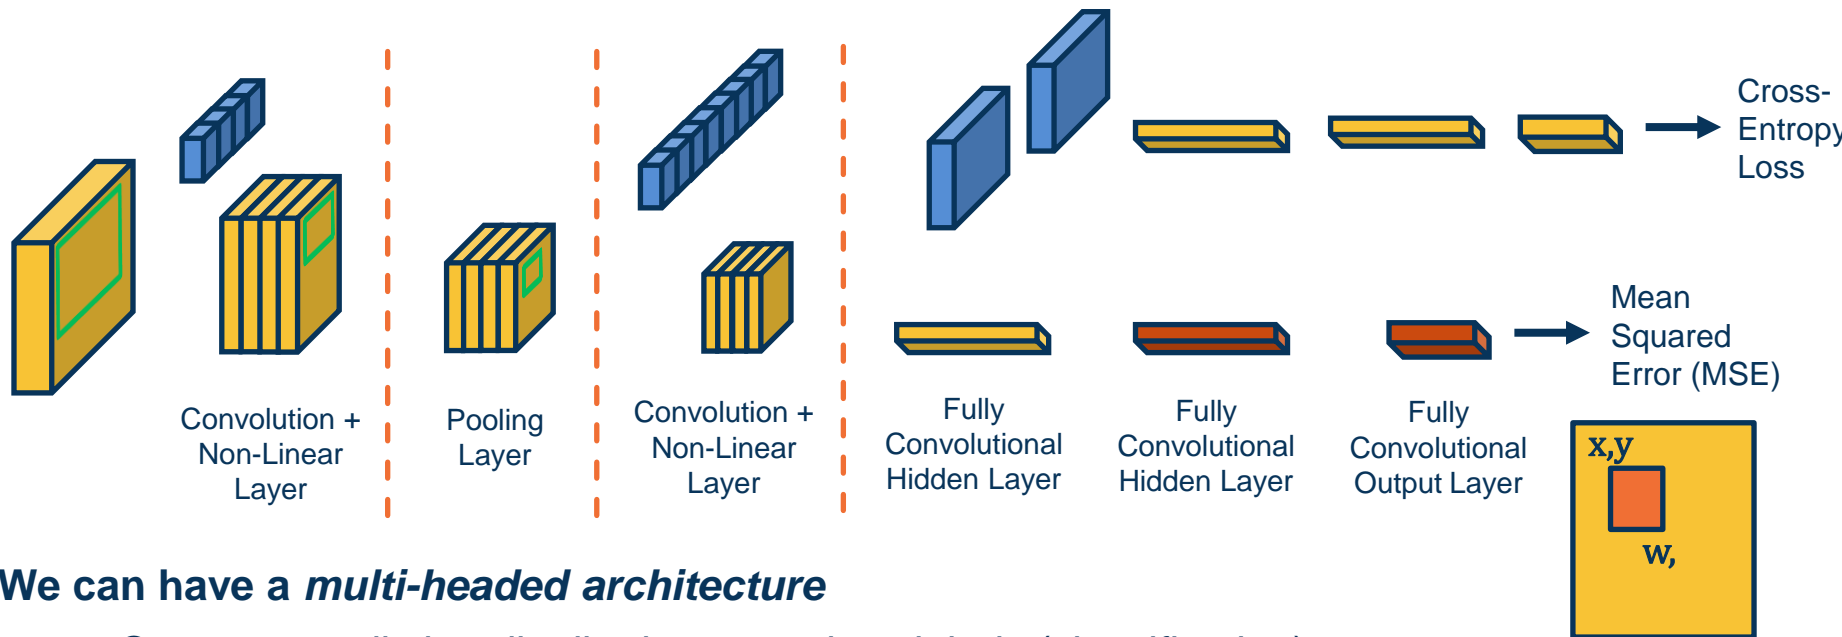 Cross-
Entropy
Loss
Mean
Squared
Error (MSE)
Convolution +
Non-Linear
Layer
Pooling
Layer
Convolution +
Non-Linear
Layer
Fully
Convolutional
Hidden Layer
Fully
Convolutional
Hidden Layer
Fully
Convolutional
Output Layer
x,y
w,
We can have a multi-headed architecture